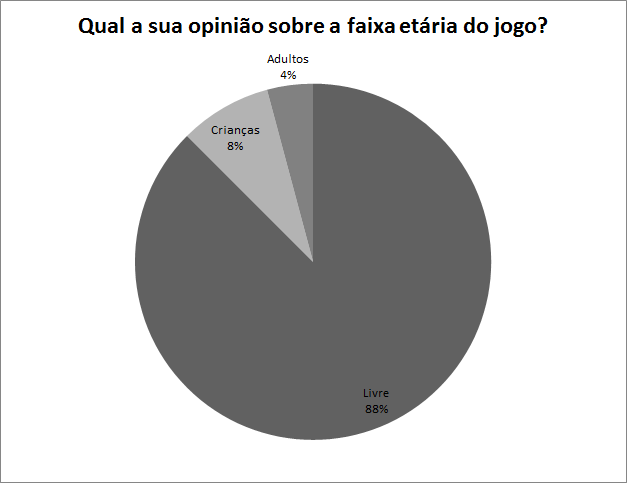 Qual a sua opinião sobre a faixa etária do jogo?
Adultos
4%
Crianças
8%
Livre
88%